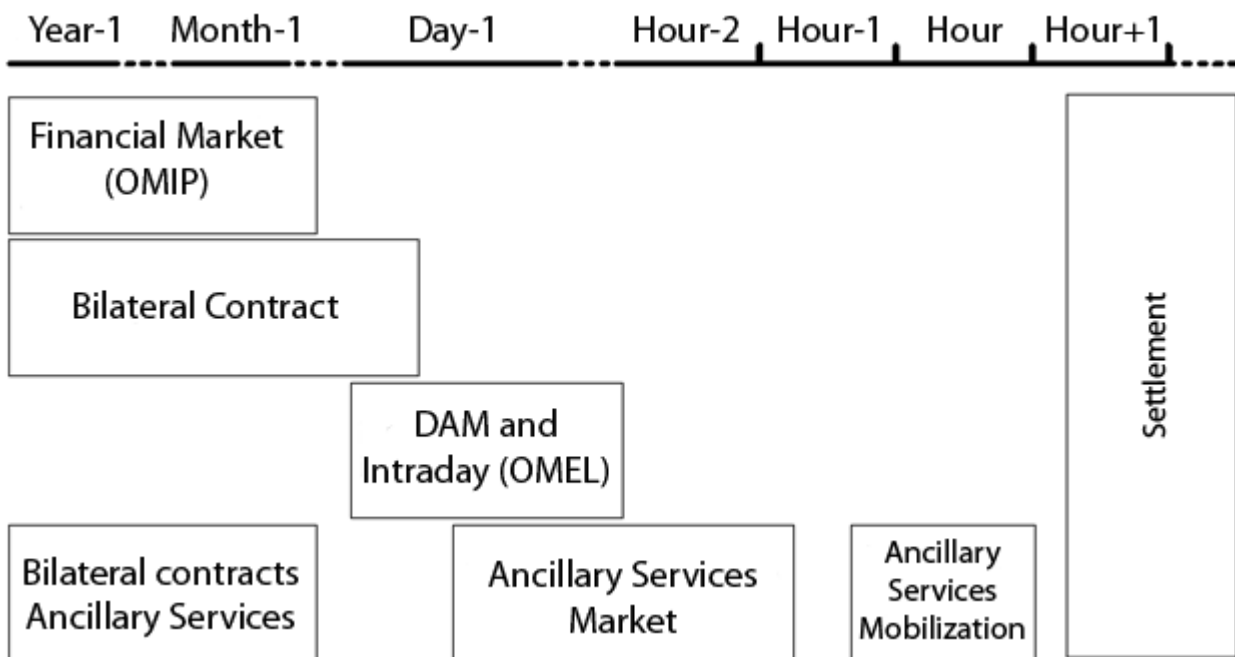 Year-1 Month-1 Day-1 Hour-2 Hour-1 Hour Hour+1
Financial Market
(OMIP)
Bilateral Contract
Settlement
DAM and
Intraday (OMEL)
Bilateral contracts
Ancillary Services
Ancillary Services
Market
Ancillary
Services
Mobilization